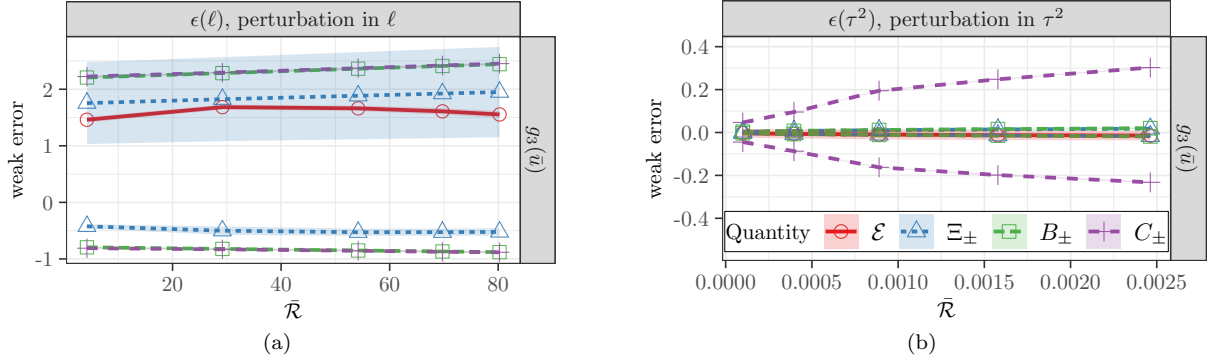 ϵ(ℓ), perturbation in ℓ
weak error
2
1
0
-1
g₃(ū)
20
40
60
80
R̄
(a)
ϵ(τ²), perturbation in τ²
weak error
0.4
0.2
0.0
-0.2
-0.4
g₃(ū)
Quantity ℰ Ξ± B± C±
0.0000 0.0005 0.0010 0.0015 0.0020 0.0025
R̄
(b)